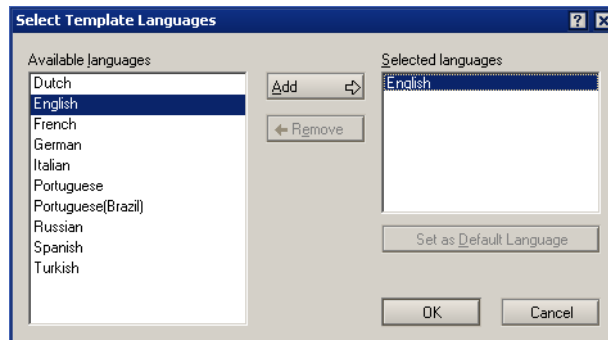 Select Template Languages
Available languages
Dutch
English
French
German
Italian
Portuguese
Portuguese(Brazil)
Russian
Spanish
Turkish
Add
Remove
Selected languages
English
Set as Default Language
OK
Cancel